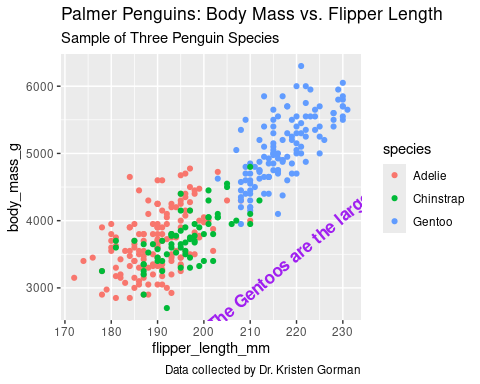 Palmer Penguins: Body Mass vs. Flipper Length
Sample of Three Penguin Species
6000
5000
4000
3000
body_mass_g
The Gentoos are the
170 180 190 200 210 220 230
flipper_length_mm
species
Adelie
Chinstrap
Gentoo
Data collected by Dr. Kristen Gorman